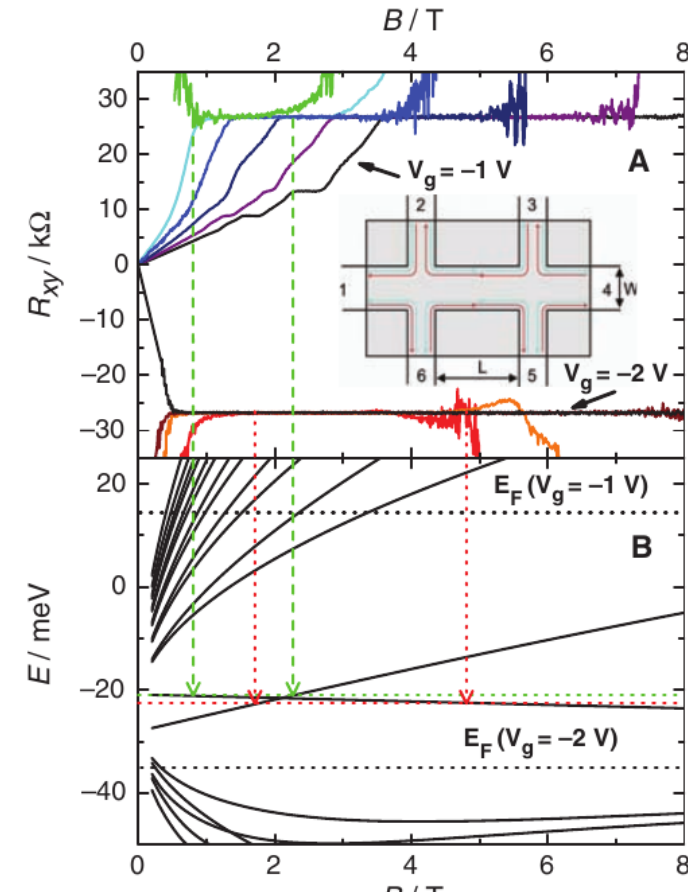 B / T
0 2 4 6 8
30
20
10
0
−10
−20
−30
R_xy / kΩ
A
V_g = −1 V
2 3
1 4 W
L
6 5
V_g = −2 V
20
0
−20
−40
E / meV
E_F (V_g = −1 V)
B
E_F (V_g = −2 V)
0 2 4 6 8
B / T